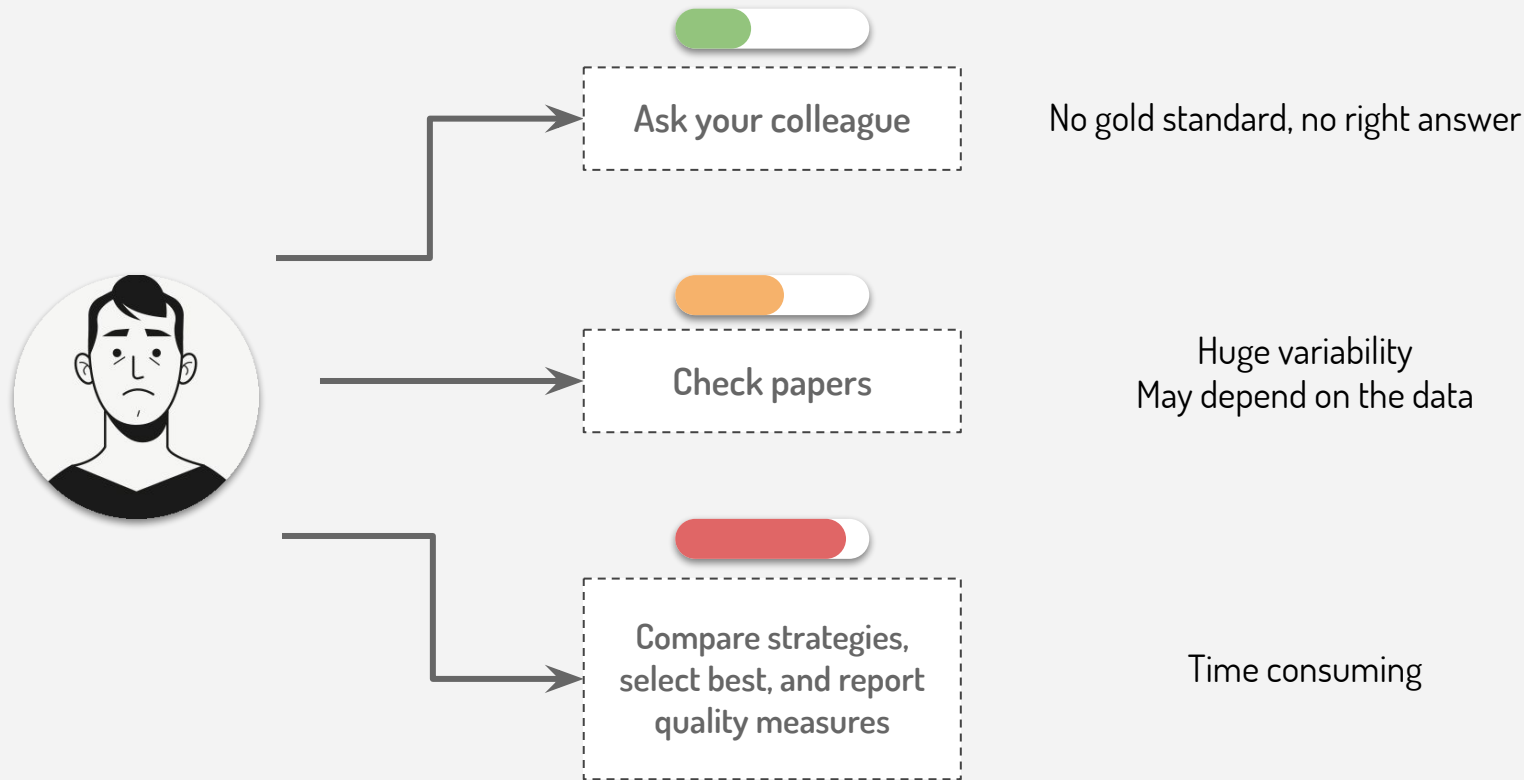 Ask your colleague
No gold standard, no right answer
Check papers
Huge variability
May depend on the data
Compare strategies,
select best, and report
quality measures
Time consuming